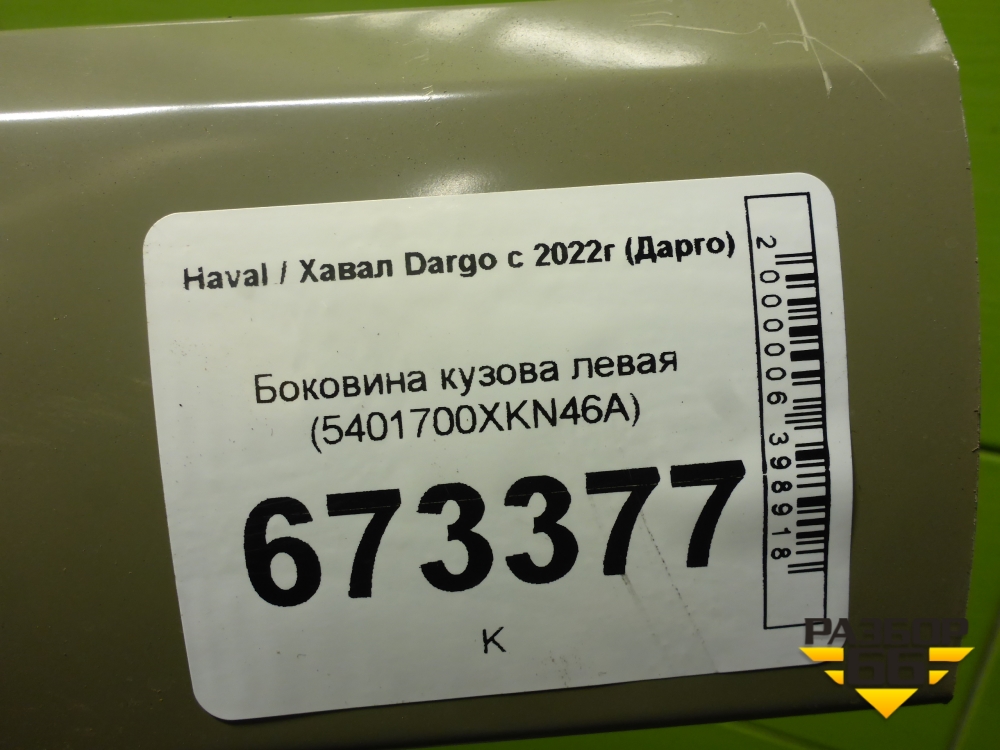 Haval / Хавал Dargo с 2022г (Дарго)
Боковина кузова левая
(5401700XKN46A)
673377
К
2 000006 398918
РАЗБОР
66